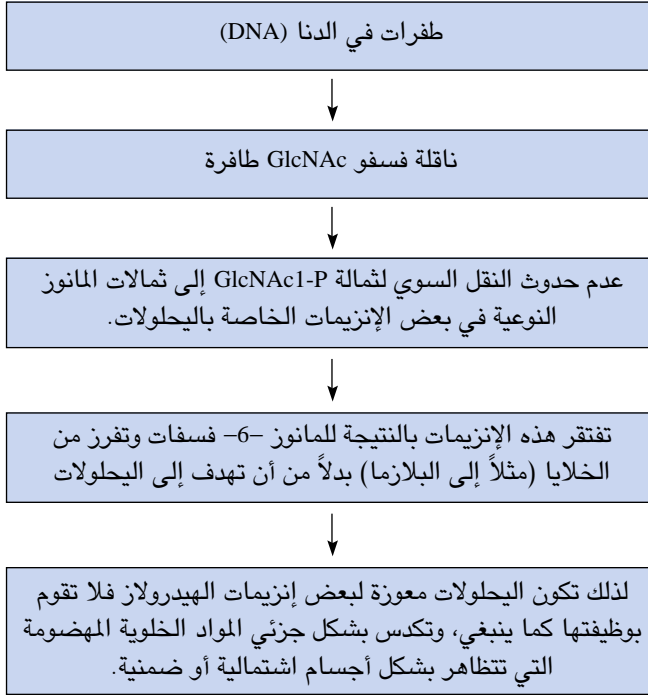 طفرات في الدنا (DNA)
ناقلة فسفو GlcNAc طافرة
عدم حدوث النقل السوي لثمالة GlcNAc1-P إلى ثمالات المانوز
النوعية في بعض الإنزيمات الخاصة باليحلولات.
تفتقر هذه الإنزيمات بالنتيجة للمانوز –6– فسفات وتفرز من
الخلايا (مثلاً إلى البلازما) بدلاً من أن تهدف إلى اليحلولات
لذلك تكون اليحلولات معوزة لبعض إنزيمات الهيدرولاز فلا تقوم
بوظيفتها كما ينبغي، وتكدس بشكل جزئي المواد الخلوية المهضومة
التي تتظاهر بشكل أجسام اشتمالية أو ضمنية.